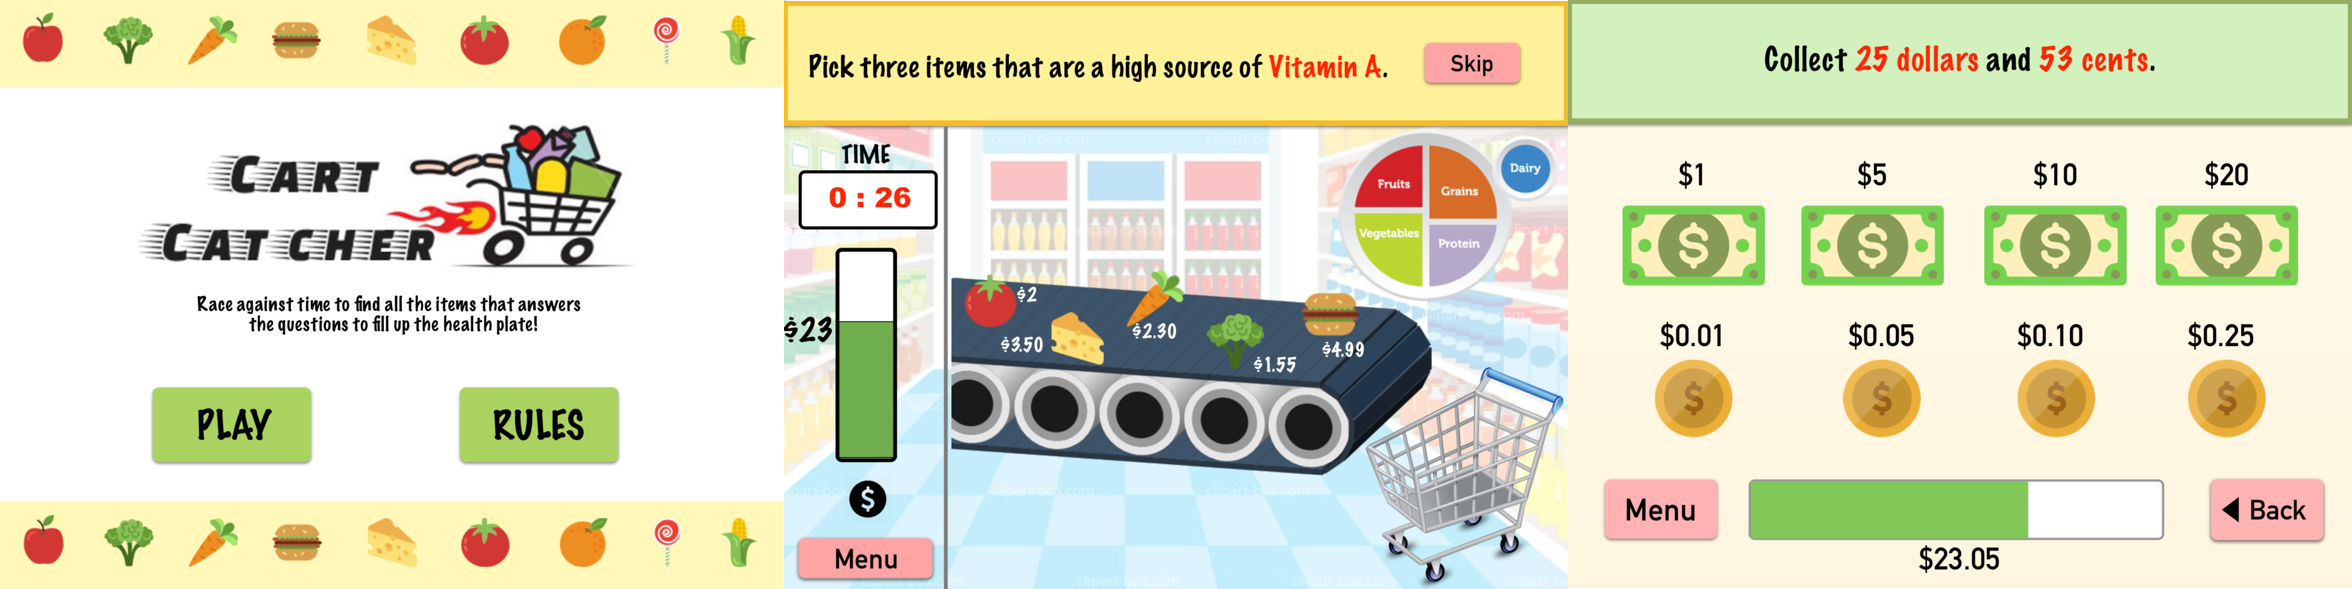 CART
CATCHER
Race against time to find all the items that answers
the questions to fill up the health plate!
PLAY
RULES
Pick three items that are a high source of Vitamin A.
Skip
TIME
0 : 26
$23
$
Menu
Fruits
Grains
Dairy
Vegetables
Protein
$2
$3.50
$2.30
$1.55
$4.99
clipart-box.com
Collect 25 dollars and 53 cents.
$1
$5
$10
$20
$
$
$
$
$0.01
$0.05
$0.10
$0.25
$
$
$
$
Menu
Back
$23.05